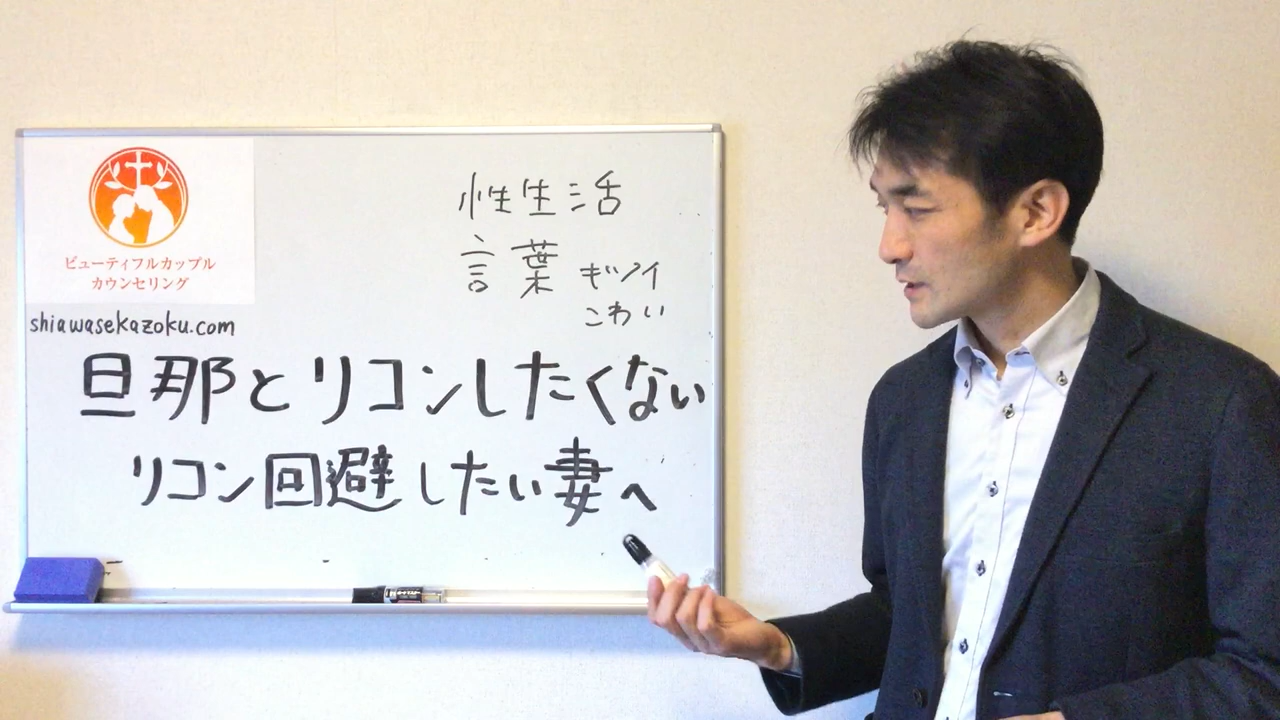 ビューティフルカップル
カウンセリング
shiawasekazoku.com
性生活
言葉 ギノイ
こわい
旦那とリコンしたくない
リコン回避したい妻へ